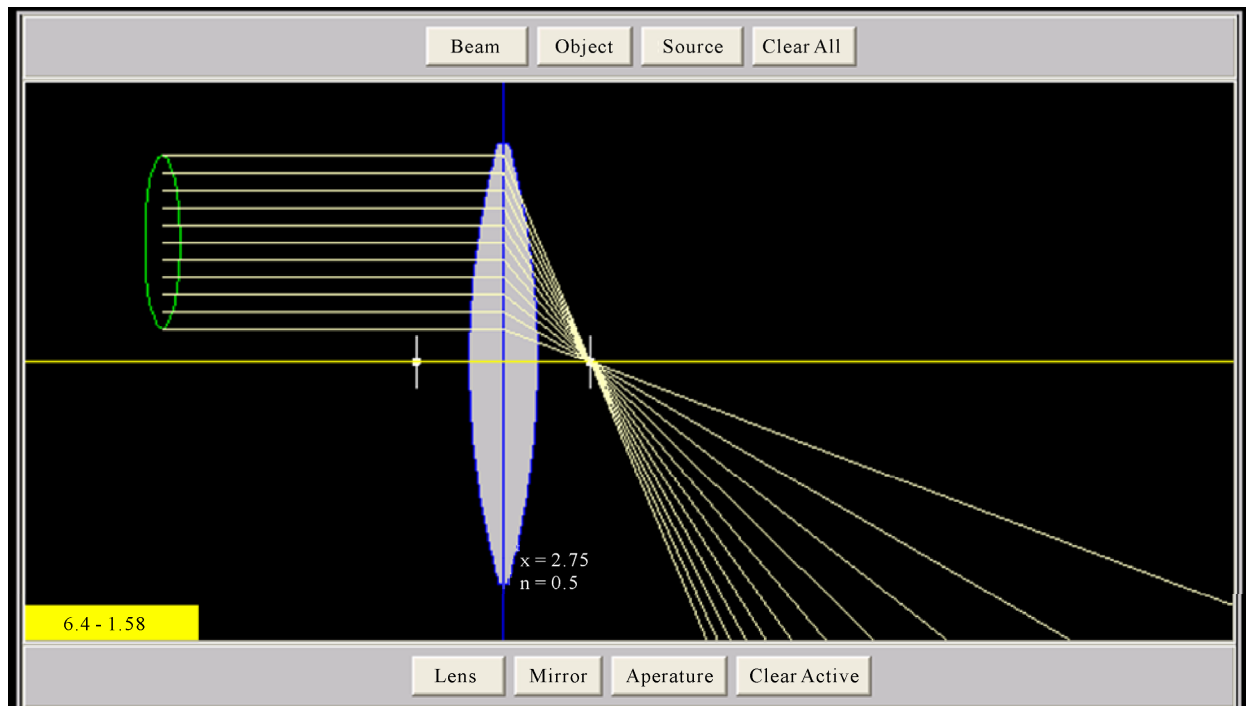 Beam
Object
Source
Clear All
x = 2.75
n = 0.5
6.4 - 1.58
Lens
Mirror
Aperature
Clear Active